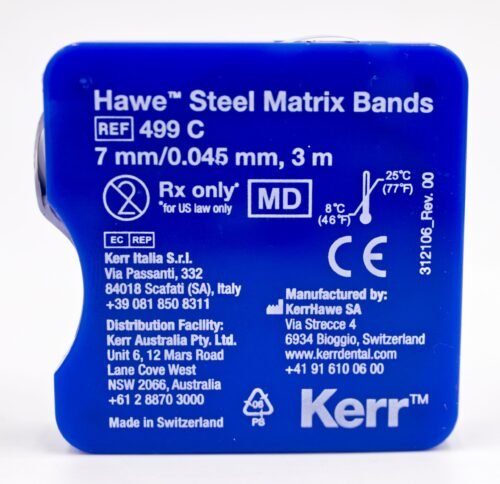 Hawe™ Steel Matrix Bands
REF 499 C
7 mm/0.045 mm, 3 m
2
Rx only*
*for US law only
MD
8°C
(46°F)
25°C
(77°F)
312106_Rev. 00
CE
EC REP
Kerr Italia S.r.l.
Via Passanti, 332
84018 Scafati (SA), Italy
+39 081 850 8311
Distribution Facility:
Kerr Australia Pty. Ltd.
Unit 6, 12 Mars Road
Lane Cove West
NSW 2066, Australia
+61 2 8870 3000
Made in Switzerland
Manufactured by:
KerrHawe SA
Via Strecce 4
6934 Bioggio, Switzerland
www.kerrdental.com
+41 91 610 06 00
06
PS
Kerr™